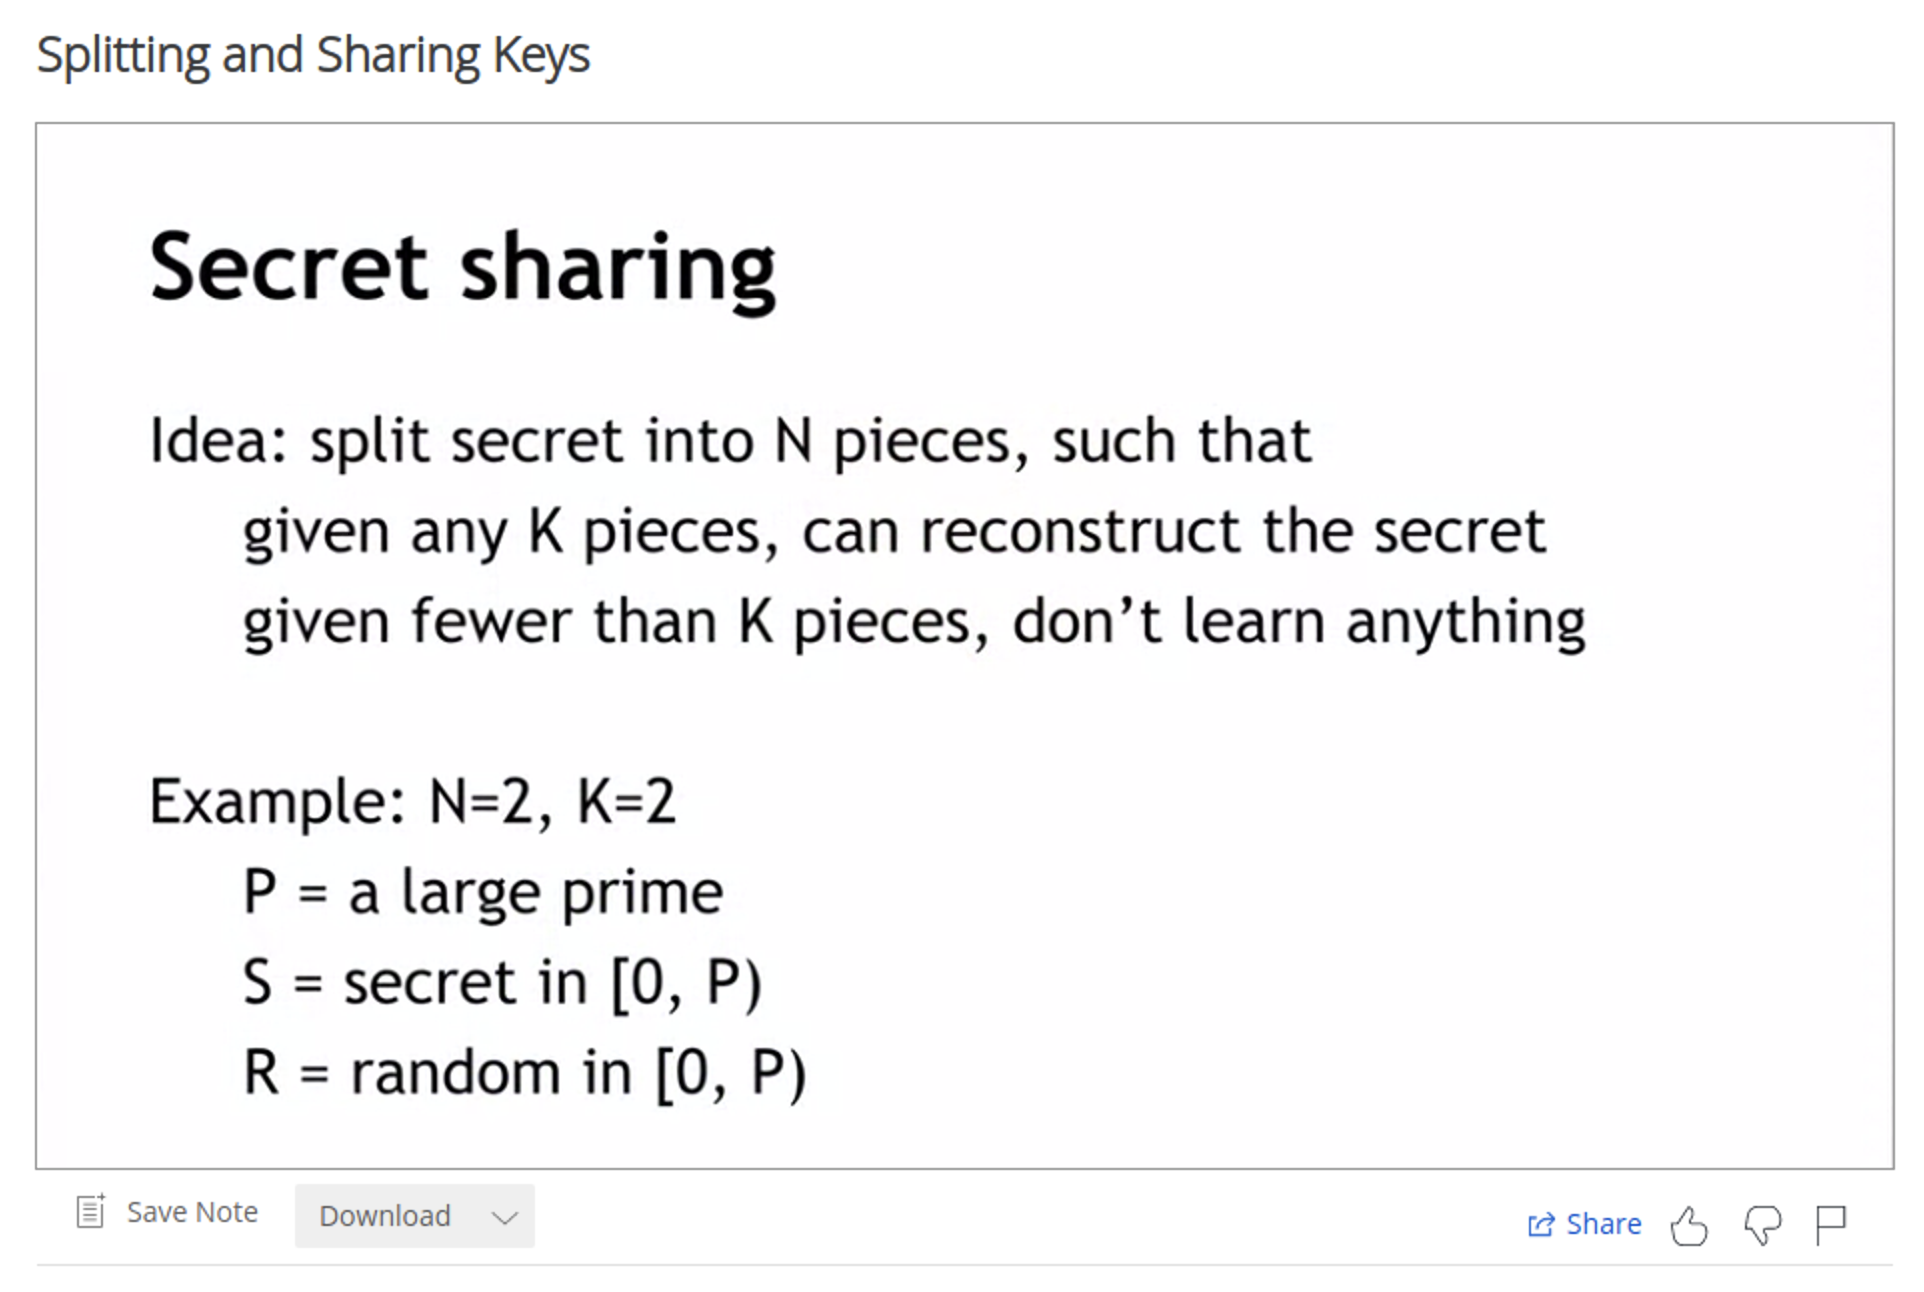 Splitting and Sharing Keys
Secret sharing
Idea: split secret into N pieces, such that
given any K pieces, can reconstruct the secret
given fewer than K pieces, don’t learn anything
Example: N=2, K=2
P = a large prime
S = secret in [0, P)
R = random in [0, P)
Save Note
Download
Share